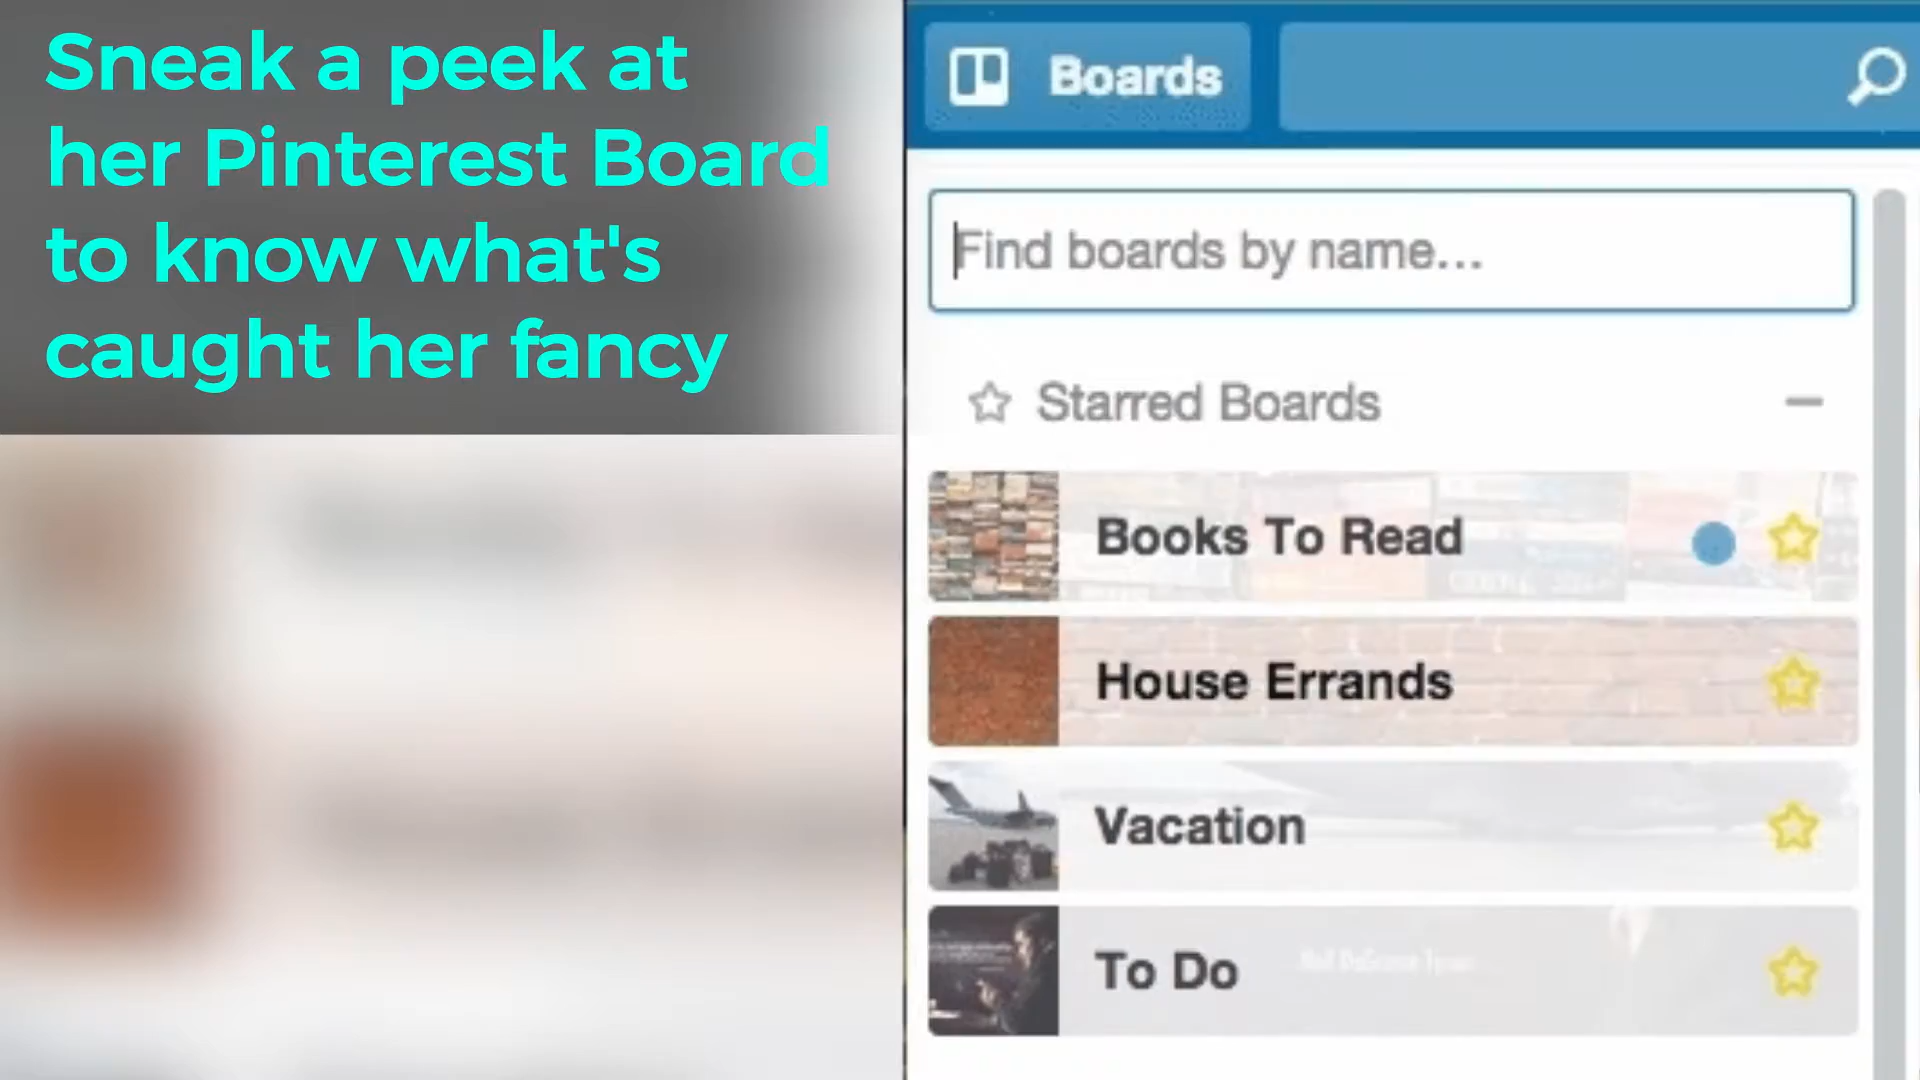 Sneak a peek at
her Pinterest Board
to know what's
caught her fancy
Boards
Find boards by name...
Starred Boards
Books To Read
House Errands
Vacation
To Do